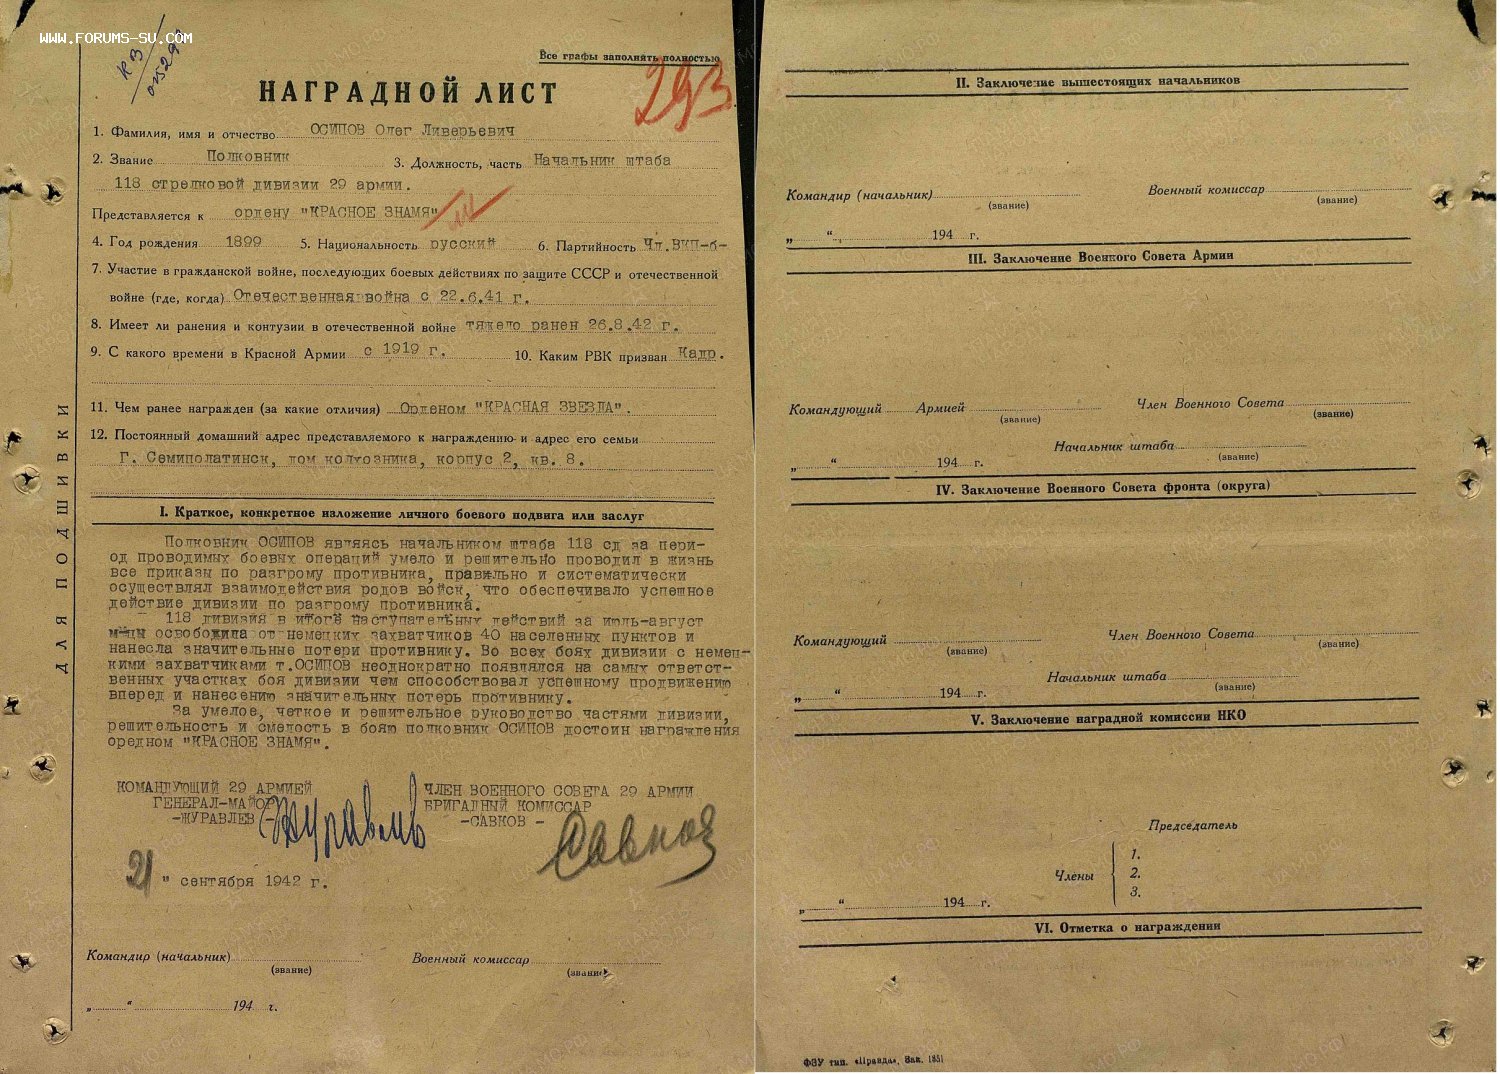 WWW.FORUMS-SU.COM
КЗ
Все графы заполнять полностью
НАГРАДНОЙ ЛИСТ
293
1. Фамилия, имя и отчество ОСИПОВ Олег Ливерьевич
2. Звание Полковник 3. Должность, часть Начальник штаба
118 стрелковой дивизии 29 армии.
Представляется к ордену "КРАСНОЕ ЗНАМЯ"
4. Год рождения 1899 5. Национальность русский 6. Партийность Чл.ВКП-б-
7. Участие в гражданской войне, последующих боевых действиях по защите СССР и отечественной
войне (где, когда) Отечественная война с 22.6.41 г.
8. Имеет ли ранения и контузии в отечественной войне тяжело ранен 26.8.42 г.
9. С какого времени в Красной Армии с 1919 г. 10. Каким РВК призван Кадр.
11. Чем ранее награжден (за какие отличия) Орденом "КРАСНАЯ ЗВЕЗДА".
12. Постоянный домашний адрес представляемого к награждению и адрес его семьи
Г. Семиполатинск, дом колхозника, корпус 2, кв. 8.
I. Краткое, конкретное изложение личного боевого подвига или заслуг
Полковник ОСИПОВ являясь начальником штаба 118 сд за пери-
од проводимых боевых операций умело и решительно проводил в жизнь
все приказы по разгрому противника, правильно и систематически
осуществлял взаимодействия родов войск, что обеспечивало успешное
действие дивизии по разгрому противника.
118 дивизия в итоге наступательных действий за июль-август
м-цы освободила от немецких захватчиков 40 населенных пунктов и
нанесла значительные потери противнику. Во всех боях дивизии с немец-
кими захватчиками т.ОСИПОВ неоднократно появлялся на самых ответст-
венных участках боя дивизии чем способствовал успешному продвижению
вперед и нанесению значительных потерь противнику.
За умелое, четкое и решительное руководство частями дивизии,
решительность и смелость в бою полковник ОСИПОВ достоин награждения
оредном "КРАСНОЕ ЗНАМЯ".
КОМАНДУЮЩИЙ 29 АРМИЕЙ ЧЛЕН ВОЕННОГО СОВЕТА 29 АРМИИ
ГЕНЕРАЛ-МАЙОР БРИГАДНЫЙ КОМИССАР
-ЖУРАВЛЕВ- -САВКОВ -
Журавлев Савков
"21" сентября 1942 г.
Командир (начальник) Военный комиссар
(звание) (звание)
„ “ 194 г.
ДЛЯ ПОДШИВКИ
II. Заключение вышестоящих начальников
Командир (начальник) Военный комиссар
(звание) (звание)
„ “ 194 г.
III. Заключение Военного Совета Армии
Командующий Армией Член Военного Совета
(звание) (звание)
Начальник штаба
(звание)
„ “ 194 г.
IV. Заключение Военного Совета фронта (округа)
Командующий Член Военного Совета
(звание) (звание)
Начальник штаба
(звание)
„ “ 194 г.
V. Заключение наградной комиссии НКО
Председатель
Члены
1.
2.
3.
„ “ 194 г.
VI. Отметка о награждении
ФЗУ тип. «Правда». Зак. 1851